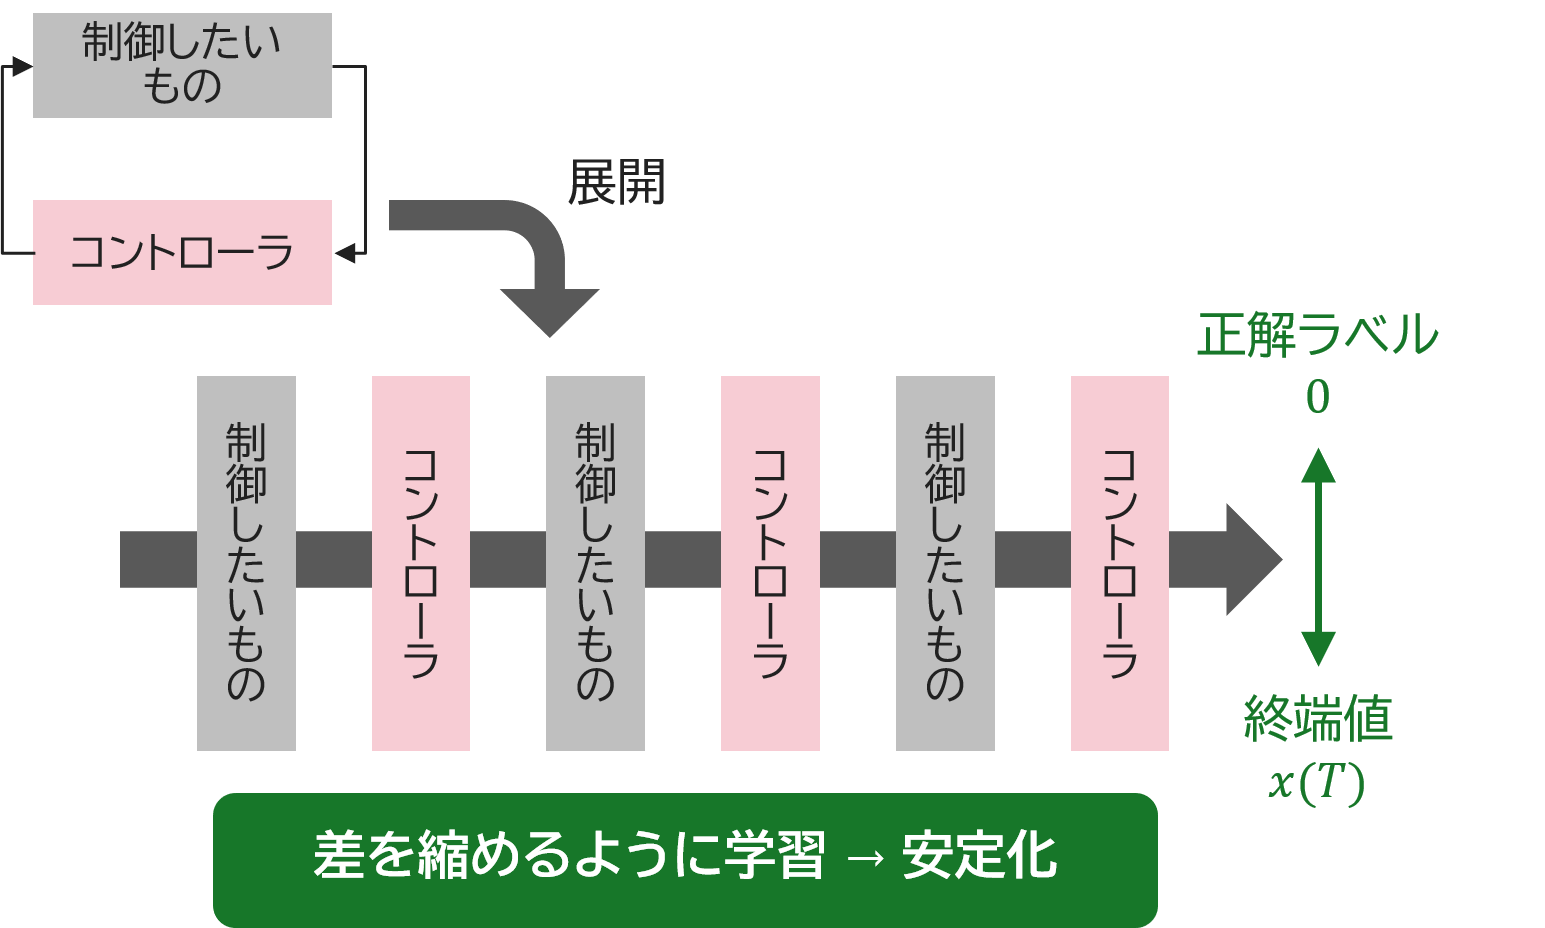 制御したい
もの
コントローラ
展開
制御したいもの
コントローラ
制御したいもの
コントローラ
制御したいもの
コントローラ
正解ラベル
0
終端値
x(T)
差を縮めるように学習 → 安定化